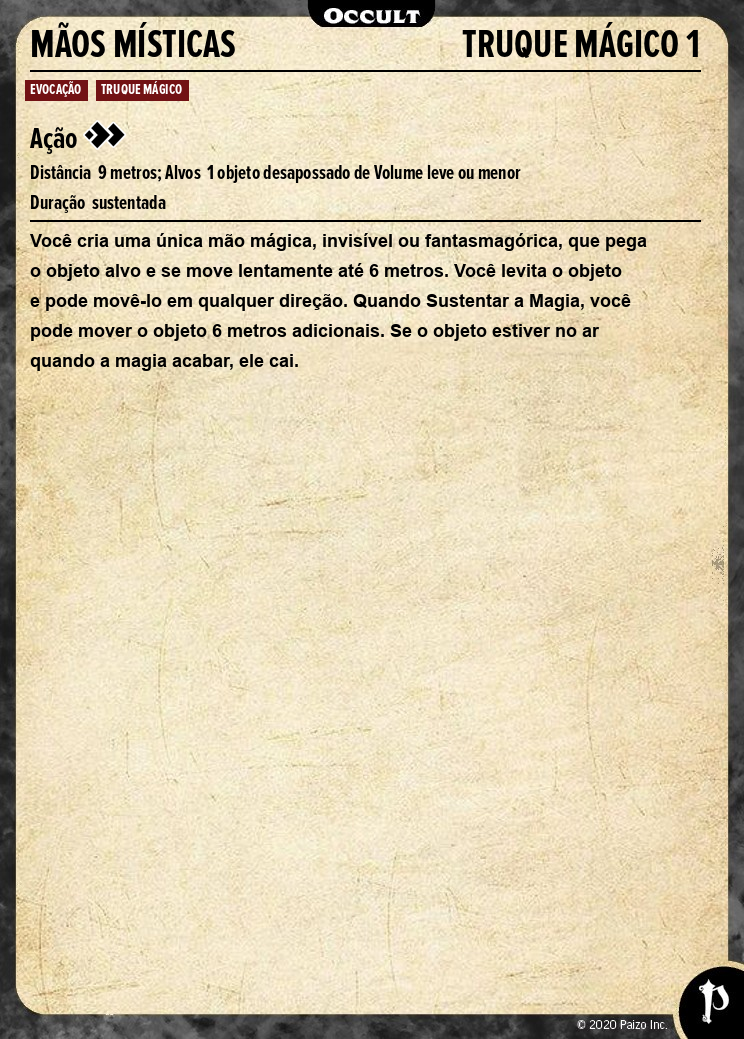 OCCULT
MÃOS MÍSTICAS TRUQUE MÁGICO 1
EVOCAÇÃO TRUQUE MÁGICO
Ação
Distância 9 metros; Alvos 1 objeto desapossado de Volume leve ou menor
Duração sustentada
Você cria uma única mão mágica, invisível ou fantasmagórica, que pega
o objeto alvo e se move lentamente até 6 metros. Você levita o objeto
e pode movê-lo em qualquer direção. Quando Sustentar a Magia, você
pode mover o objeto 6 metros adicionais. Se o objeto estiver no ar
quando a magia acabar, ele cai.
© 2020 Paizo Inc.
P